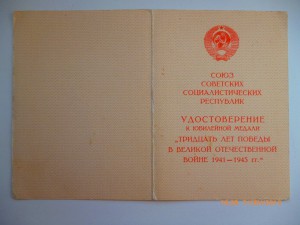 СОЮЗ
СОВЕТСКИХ
СОЦИАЛИСТИЧЕСКИХ
РЕСПУБЛИК
УДОСТОВЕРЕНИЕ
К ЮБИЛЕЙНОЙ МЕДАЛИ
„ТРИДЦАТЬ ЛЕТ ПОБЕДЫ
В ВЕЛИКОЙ ОТЕЧЕСТВЕННОЙ
ВОЙНЕ 1941—1945 гг.“